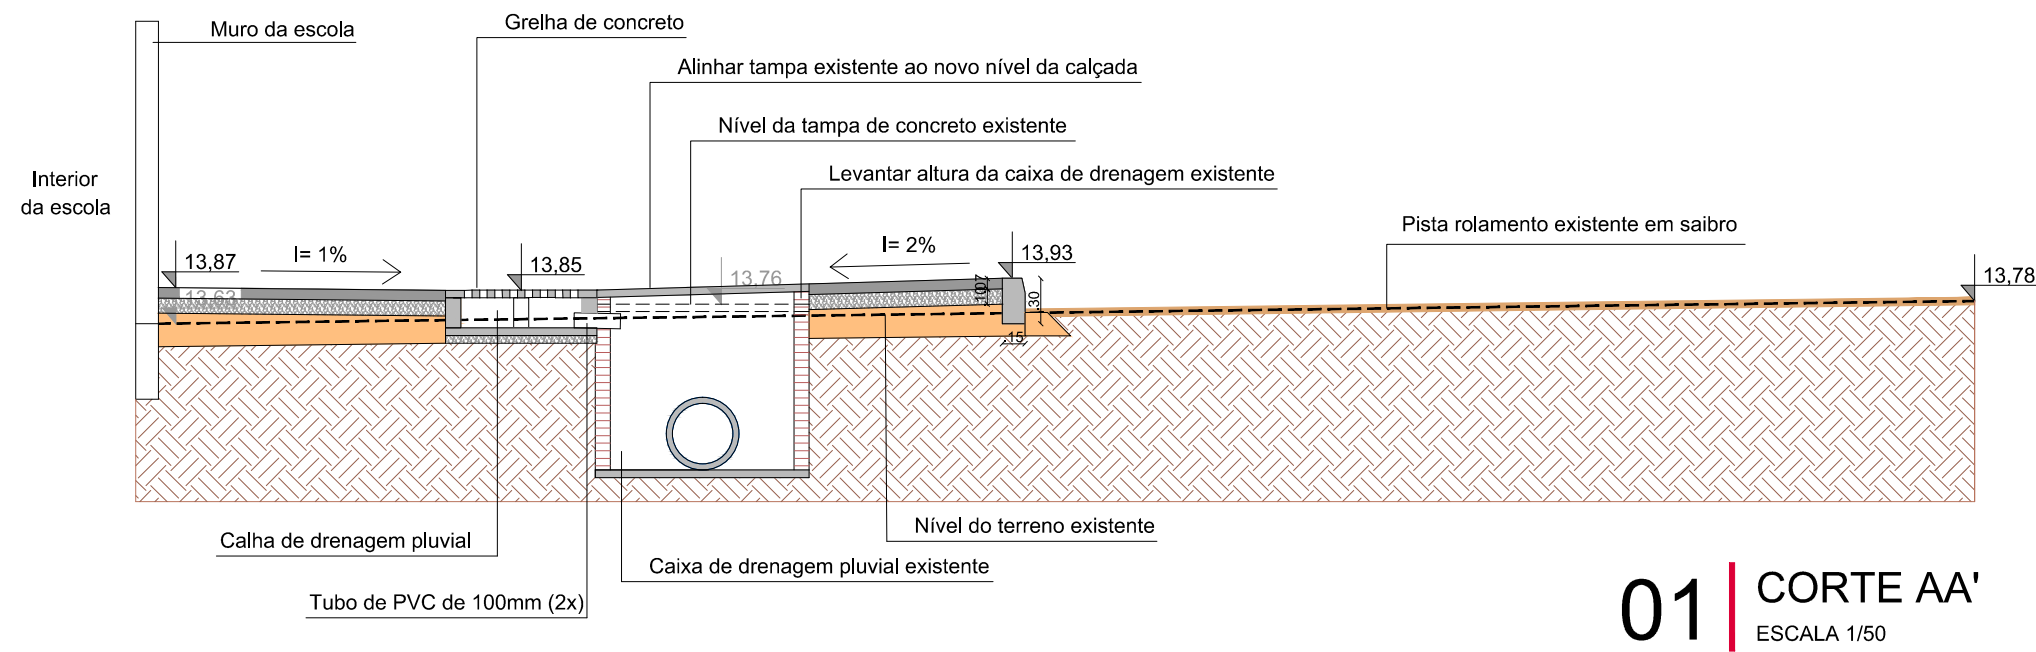 Muro da escola
Grelha de concreto
Alinhar tampa existente ao novo nível da calçada
Nível da tampa de concreto existente
Levantar altura da caixa de drenagem existente
Interior
da escola
Pista rolamento existente em saibro
13,87
I= 1%
13,85
13,76
I= 2%
13,93
13,78
13,63
.10
.07
.30
.15
Calha de drenagem pluvial
Nível do terreno existente
Caixa de drenagem pluvial existente
Tubo de PVC de 100mm (2x)
01
CORTE AA'
ESCALA 1/50